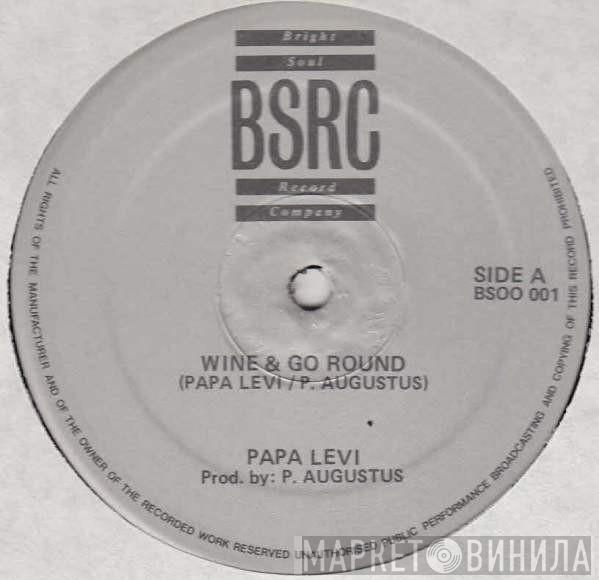 Bright
Soul
BSRC
Record
Company
SIDE A
BSOO 001
WINE & GO ROUND
(PAPA LEVI / P. AUGUSTUS)
PAPA LEVI
Prod. by: P. AUGUSTUS
ALL RIGHTS OF THE MANUFACTURER AND OF THE OWNER OF THE RECORDED WORK RESERVED UNAUTHORISED PUBLIC PERFORMANCE BROADCASTING AND COPYING OF THIS RECORD PROHIBITED
МАРКЕТ ВИНИЛА